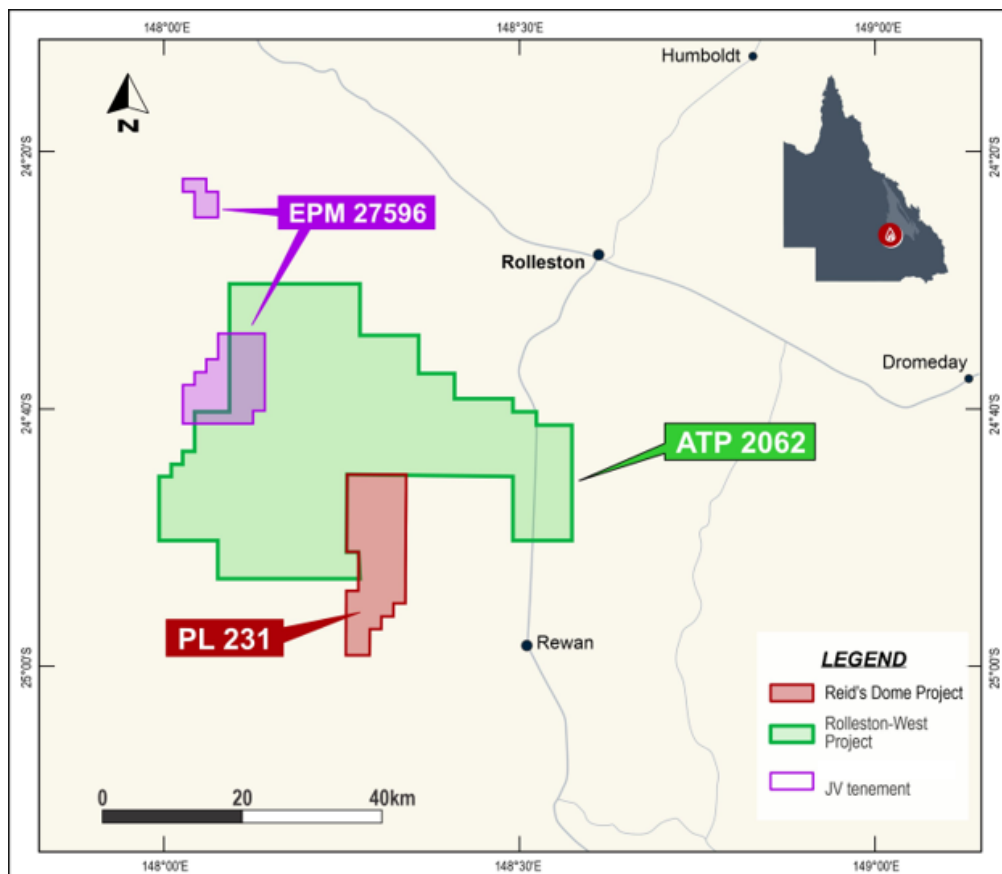 148°00'E
148°30'E
149°00'E
Humboldt
N
24°20'S
24°20'S
EPM 27596
Rolleston
Dromeday
24°40'S
24°40'S
ATP 2062
PL 231
Rewan
25°00'S
25°00'S
LEGEND
Reid's Dome Project
Rolleston-West
Project
JV tenement
0
20
40km
148°00'E
148°30'E
149°00'E